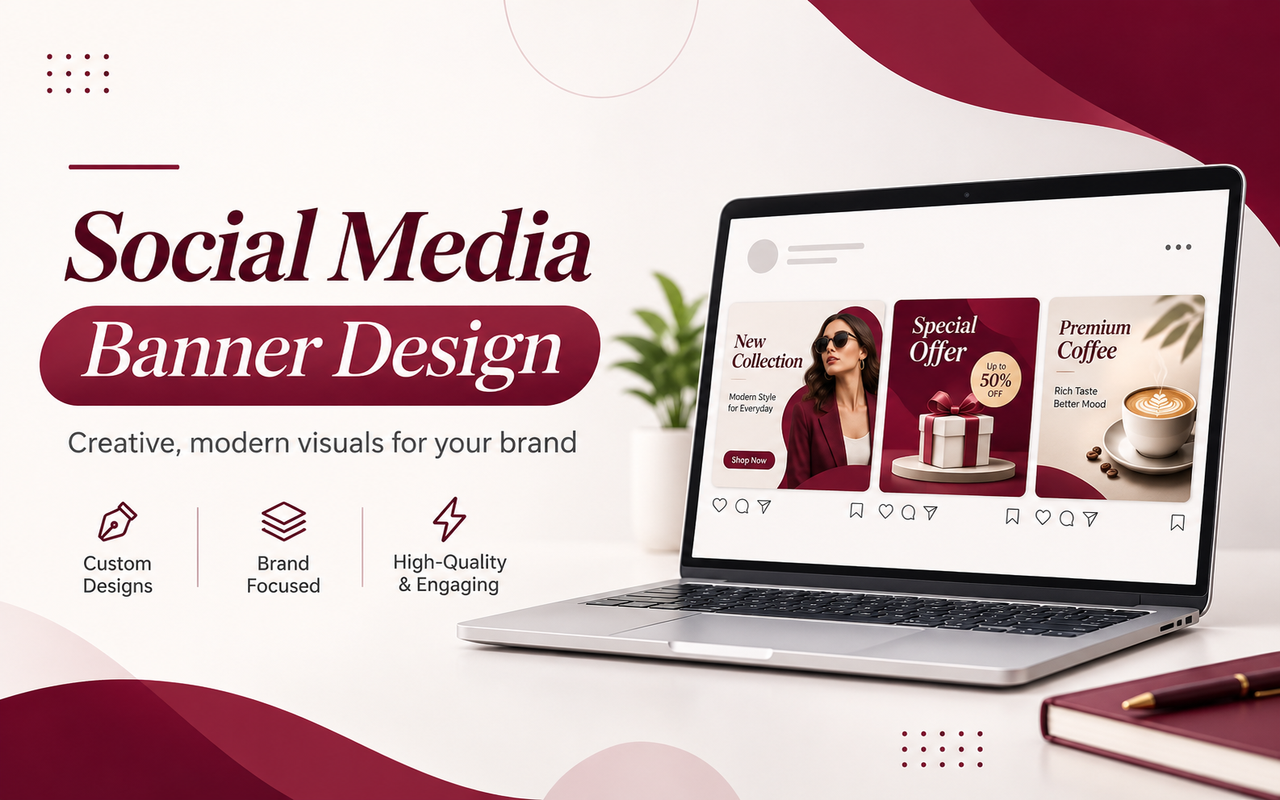 Social Media
Banner Design
Creative, modern visuals for your brand
Custom
Designs
Brand
Focused
High-Quality
& Engaging
New
Collection
Modern Style
for Everyday
Shop Now
Special
Offer
Up to
50%
OFF
Premium
Coffee
Rich Taste
Better Mood